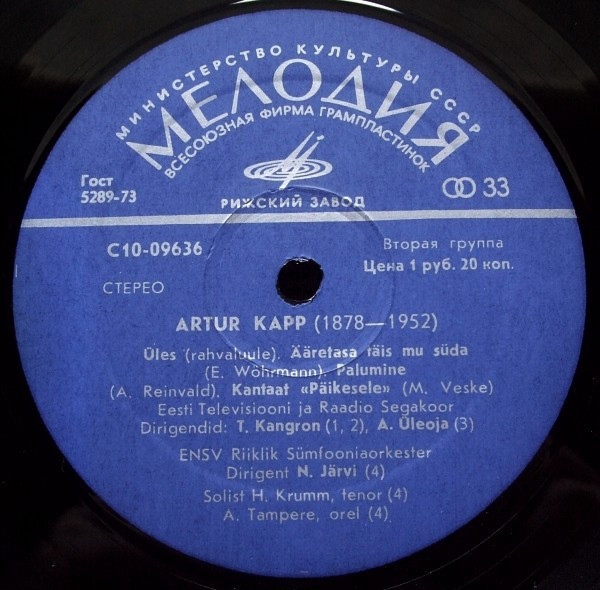 МИНИСТЕРСТВО КУЛЬТУРЫ СССР
МЕЛОДИЯ
ВСЕСОЮЗНАЯ ФИРМА ГРАМПЛАСТИНОК
Гост
5289-73
33
РИЖСКИЙ ЗАВОД
С10-09636
Вторая группа
Цена 1 руб. 20 коп.
СТЕРЕО
ARTUR KAPP (1878—1952)
Üles (rahvaluule). Ääretasa täis mu süda
(E. Wöhrmann). Palumine
(A. Reinvald). Kantaat «Päikesele» (M. Veske)
Eesti Televisiooni ja Raadio Segakoor
Dirigendid: T. Kangron (1, 2), A. Üleoja (3)
ENSV Riiklik Sümfooniaorkester
Dirigent N. Järvi (4)
Solist H. Krumm, tenor (4)
A. Tampere, orel (4)